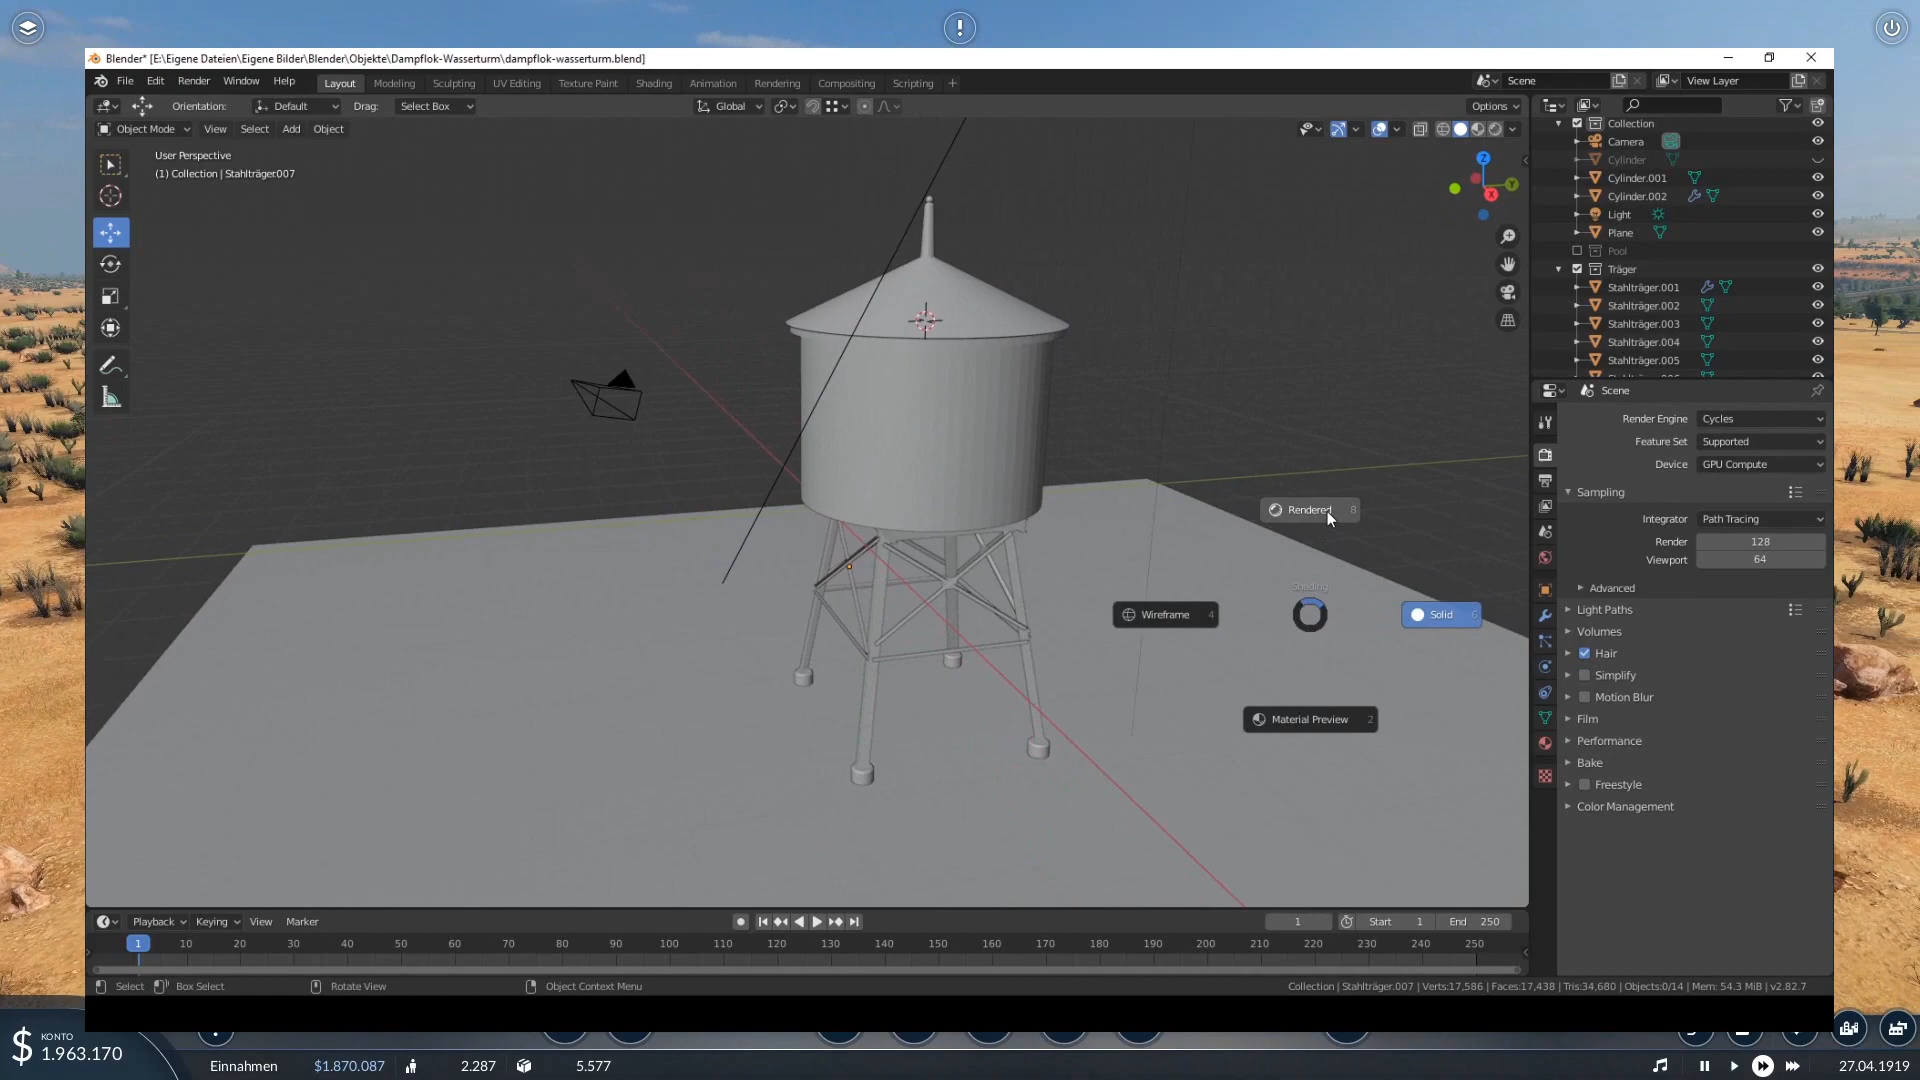 Blender* [E:\Eigene Dateien\Eigene Bilder\Blender\Objekte\Dampflok-Wasserturm\dampflok-wasserturm.blend]
File Edit Render Window Help Layout Modeling Sculpting UV Editing Texture Paint Shading Animation Rendering Compositing Scripting + Scene View Layer
Orientation: Default Drag: Select Box Global Options
Object Mode View Select Add Object
User Perspective
(1) Collection | Stahlträger.007
Z
Y
X
Collection
Camera
Cylinder
Cylinder.001
Cylinder.002
Light
Plane
Pool
Träger
Stahlträger.001
Stahlträger.002
Stahlträger.003
Stahlträger.004
Stahlträger.005
Scene
Render Engine Cycles
Feature Set Supported
Device GPU Compute
Sampling
Integrator Path Tracing
Render 128
Viewport 64
Advanced
Light Paths
Volumes
Hair
Simplify
Motion Blur
Film
Performance
Bake
Freestyle
Color Management
Rendered 8
Shading
Wireframe 4
Solid 6
Material Preview 2
Playback Keying View Marker 1 Start 1 End 250
1 10 20 30 40 50 60 70 80 90 100 110 120 130 140 150 160 170 180 190 200 210 220 230 240 250
Select Box Select Rotate View Object Context Menu Collection | Stahlträger.007 | Verts:17,586 | Faces:17,438 | Tris:34,680 | Objects:0/14 | Mem: 54.3 MiB | v2.82.7
$ KONTO
1.963.170
Einnahmen $1.870.087 2.287 5.577 27.04.1919